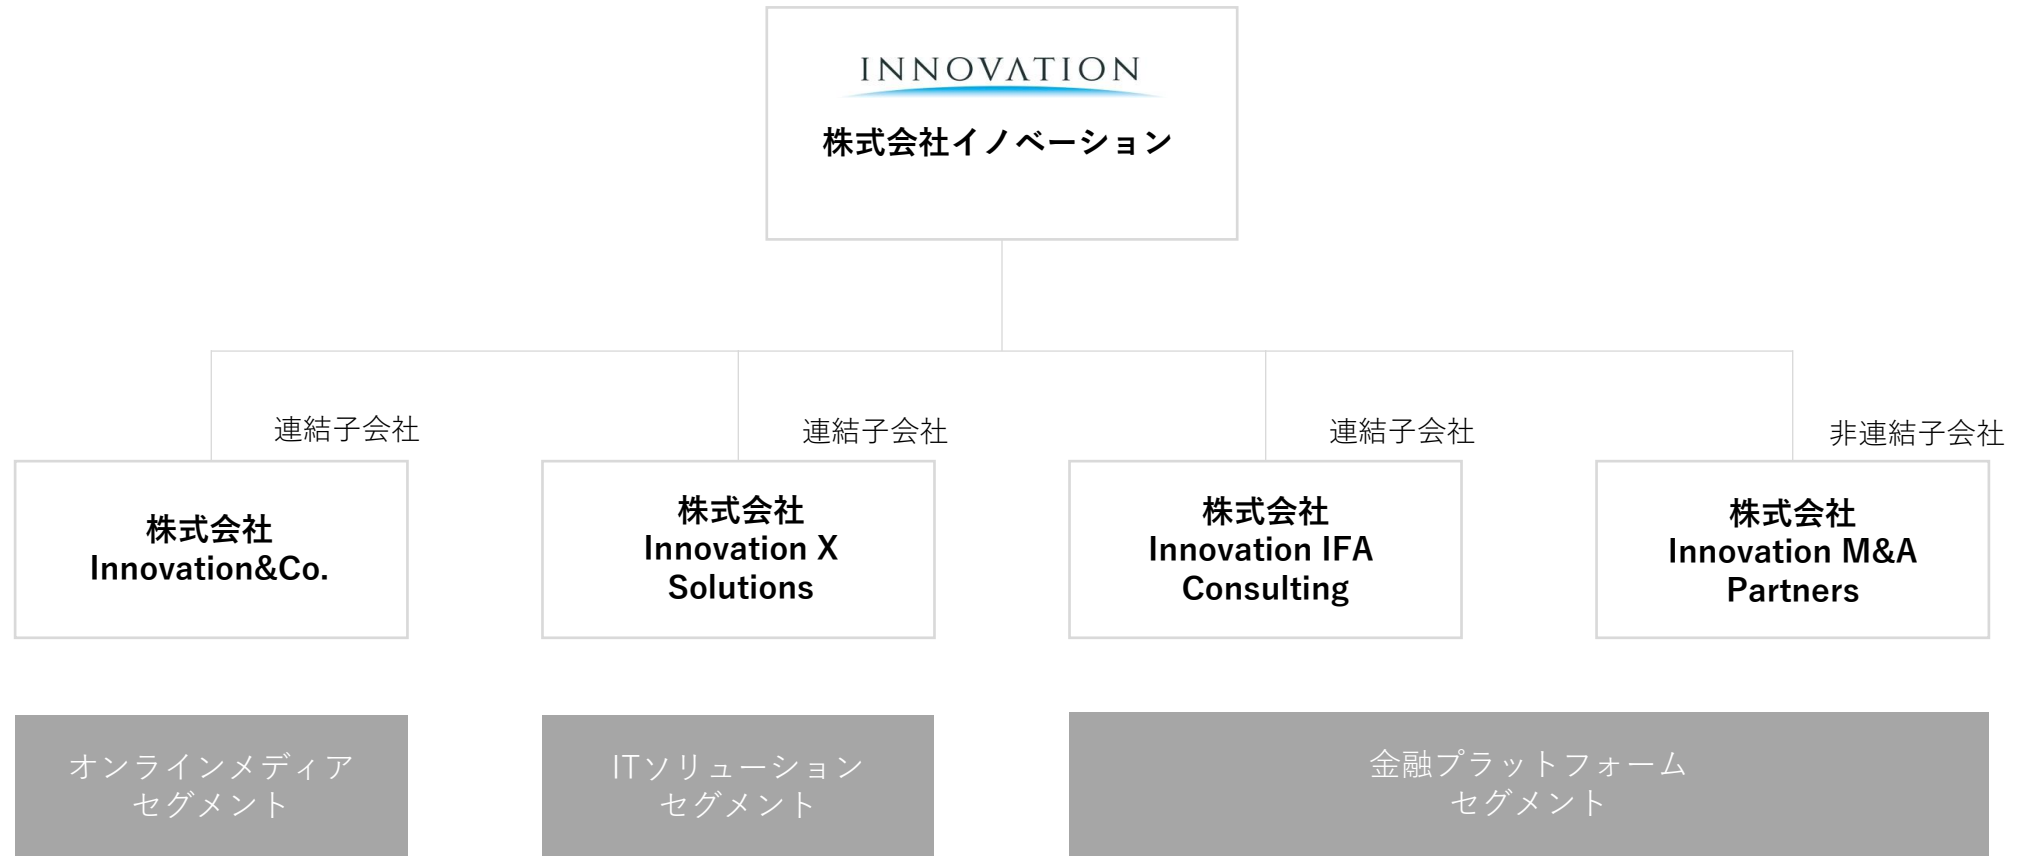 INNOVATION
株式会社イノベーション
連結子会社
連結子会社
連結子会社
非連結子会社
株式会社
Innovation&Co.
株式会社
Innovation X
Solutions
株式会社
Innovation IFA
Consulting
株式会社
Innovation M&A
Partners
オンラインメディア
セグメント
ITソリューション
セグメント
金融プラットフォーム
セグメント